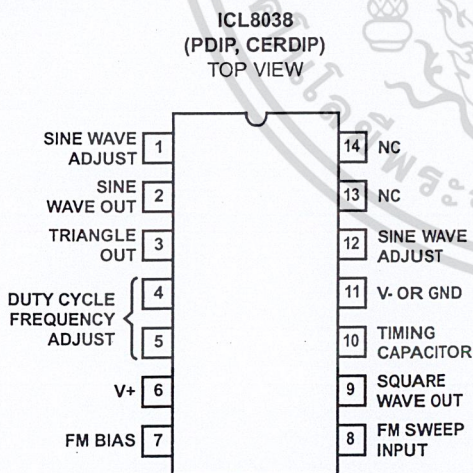 ICL8038
(PDIP, CERDIP)
TOP VIEW
SINE WAVE
ADJUST
1
SINE
WAVE OUT
2
TRIANGLE
OUT
3
DUTY CYCLE
FREQUENCY
ADJUST
4
5
V+
6
FM BIAS
7
14
NC
13
NC
12
SINE WAVE
ADJUST
11
V- OR GND
10
TIMING
CAPACITOR
9
SQUARE
WAVE OUT
8
FM SWEEP
INPUT